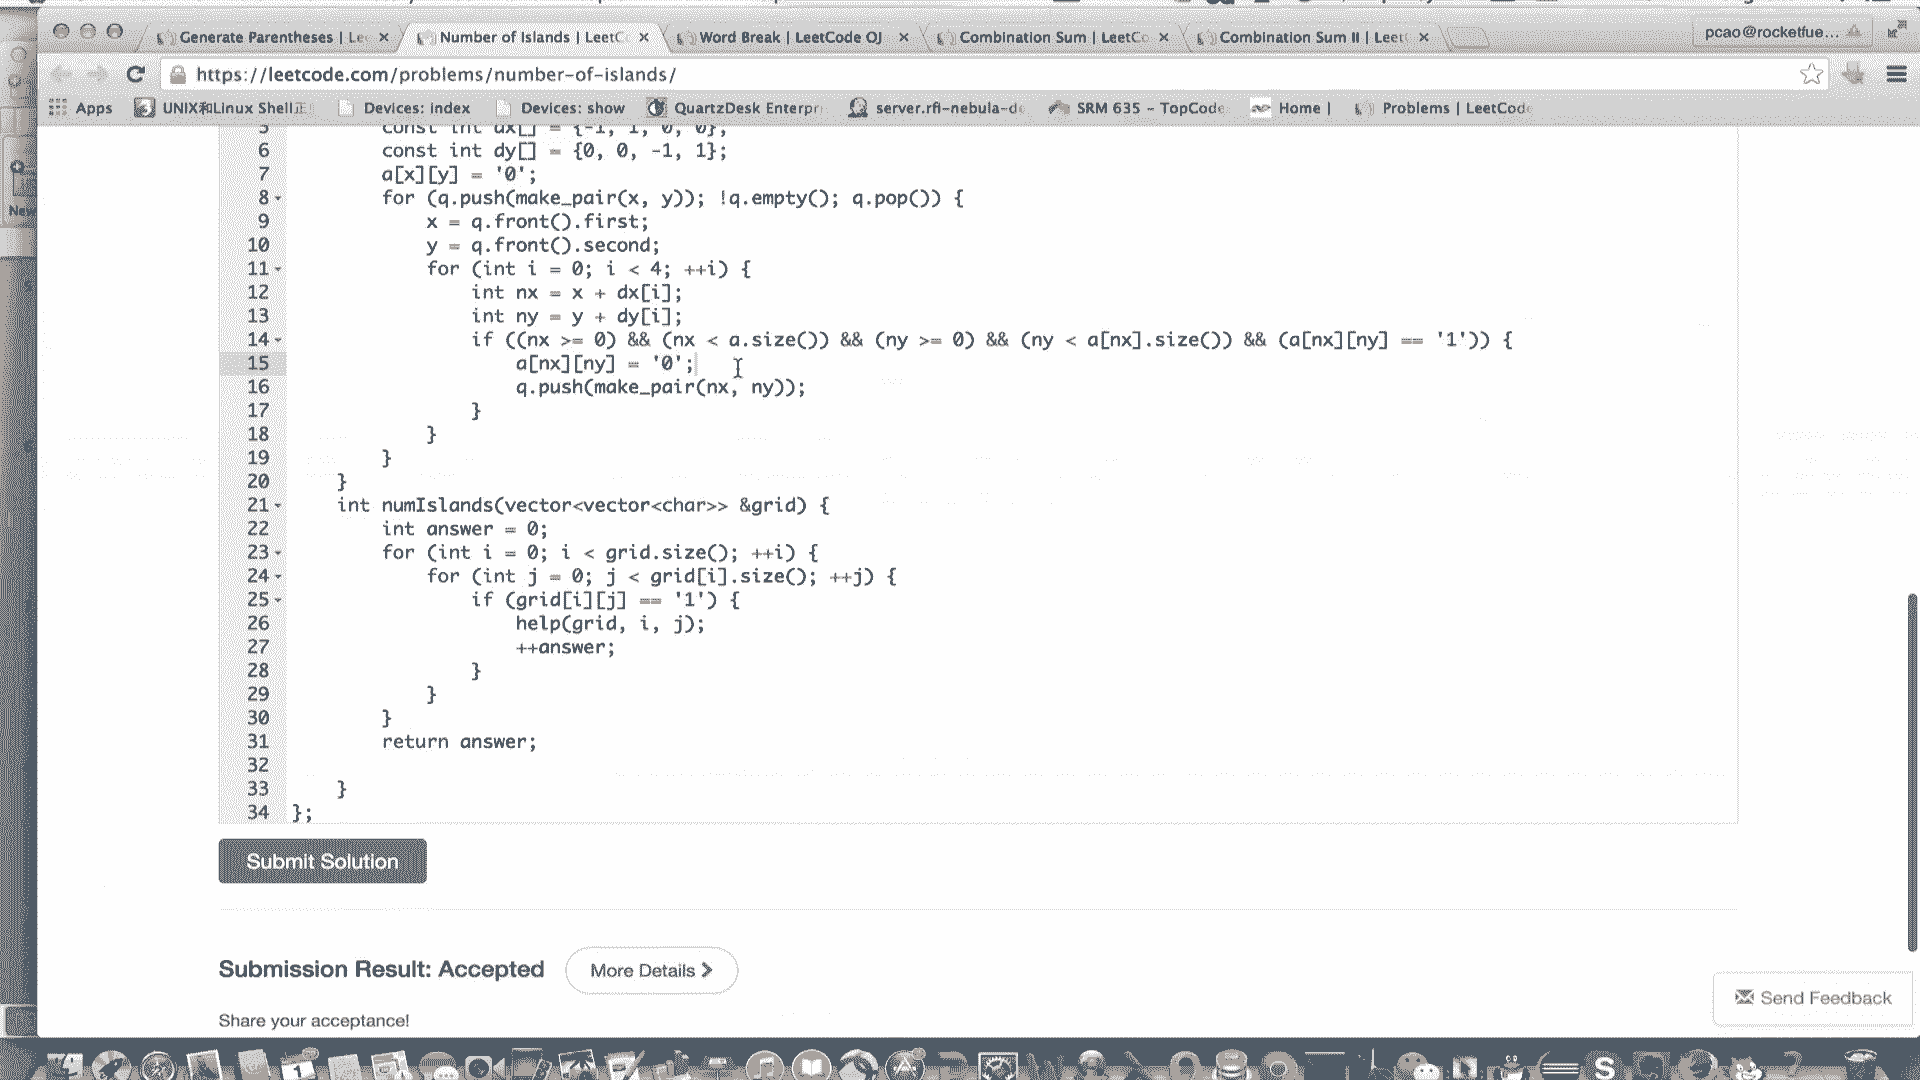 Generate Parentheses | Le
Number of Islands | LeetC
Word Break | LeetCode OJ
Combination Sum | LeetCo
Combination Sum II | Leet
pcao@rocketfue...
https://leetcode.com/problems/number-of-islands/
Apps
UNIX和Linux Shell正
Devices: index
Devices: show
QuartzDesk Enterpr
server.rfi-nebula-de
SRM 635 - TopCode
Home |
Problems | LeetCode
New
5 const int dx[] = {-1, 1, 0, 0};
6 const int dy[] = {0, 0, -1, 1};
7 a[x][y] = '0';
8 for (q.push(make_pair(x, y)); !q.empty(); q.pop()) {
9 x = q.front().first;
10 y = q.front().second;
11 for (int i = 0; i < 4; ++i) {
12 int nx = x + dx[i];
13 int ny = y + dy[i];
14 if ((nx >= 0) && (nx < a.size()) && (ny >= 0) && (ny < a[nx].size()) && (a[nx][ny] == '1')) {
15 a[nx][ny] = '0';
16 q.push(make_pair(nx, ny));
17 }
18 }
19 }
20 }
21 int numIslands(vector<vector<char>> &grid) {
22 int answer = 0;
23 for (int i = 0; i < grid.size(); ++i) {
24 for (int j = 0; j < grid[i].size(); ++j) {
25 if (grid[i][j] == '1') {
26 help(grid, i, j);
27 ++answer;
28 }
29 }
30 }
31 return answer;
32
33 }
34 };
Submit Solution
Submission Result: Accepted
More Details
Share your acceptance!
Send Feedback